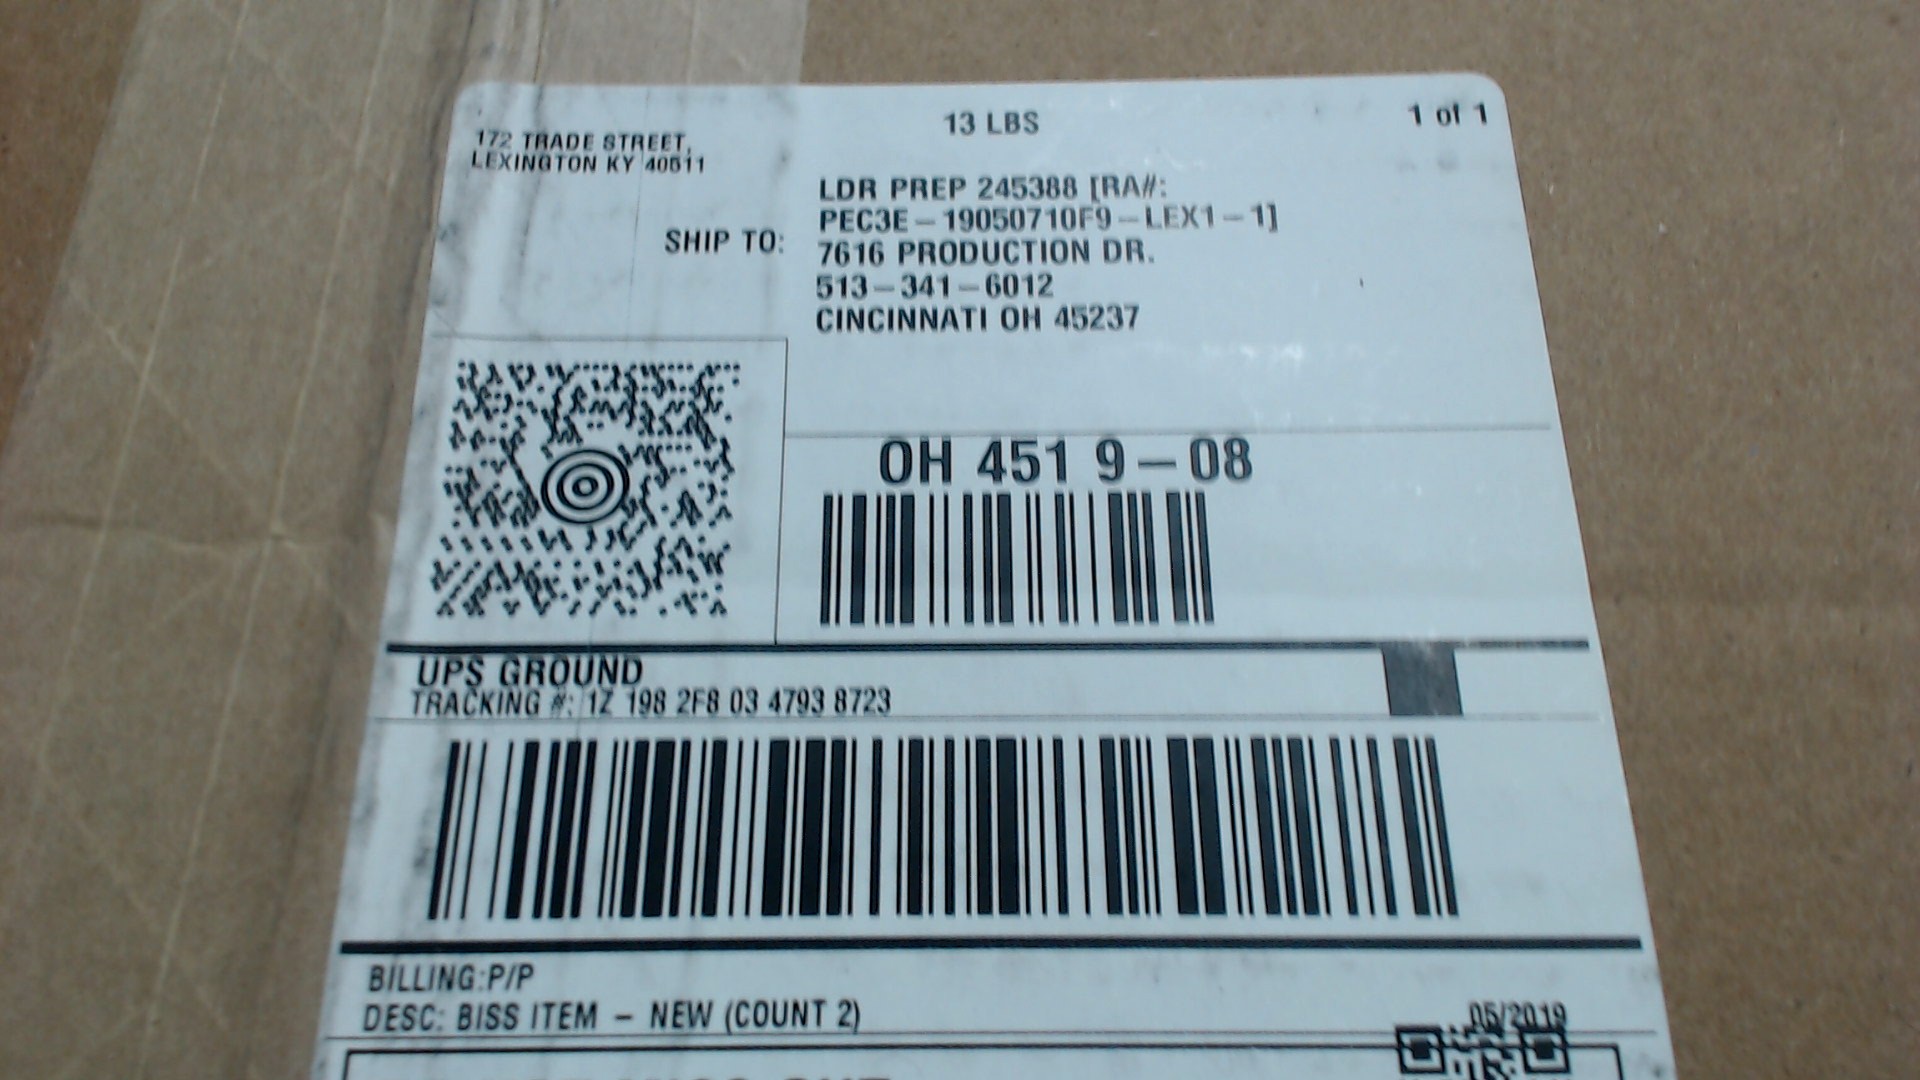 172 TRADE STREET,
LEXINGTON KY 40511
13 LBS
1 of 1
SHIP TO:
LDR PREP 245388 [RA#:
PEC3E-19050710F9-LEX1-1]
7616 PRODUCTION DR.
513-341-6012
CINCINNATI OH 45237
OH 451 9-08
UPS GROUND
TRACKING #: 1Z 198 2F8 03 4793 8723
BILLING:P/P
DESC: BISS ITEM - NEW (COUNT 2)
05/2019